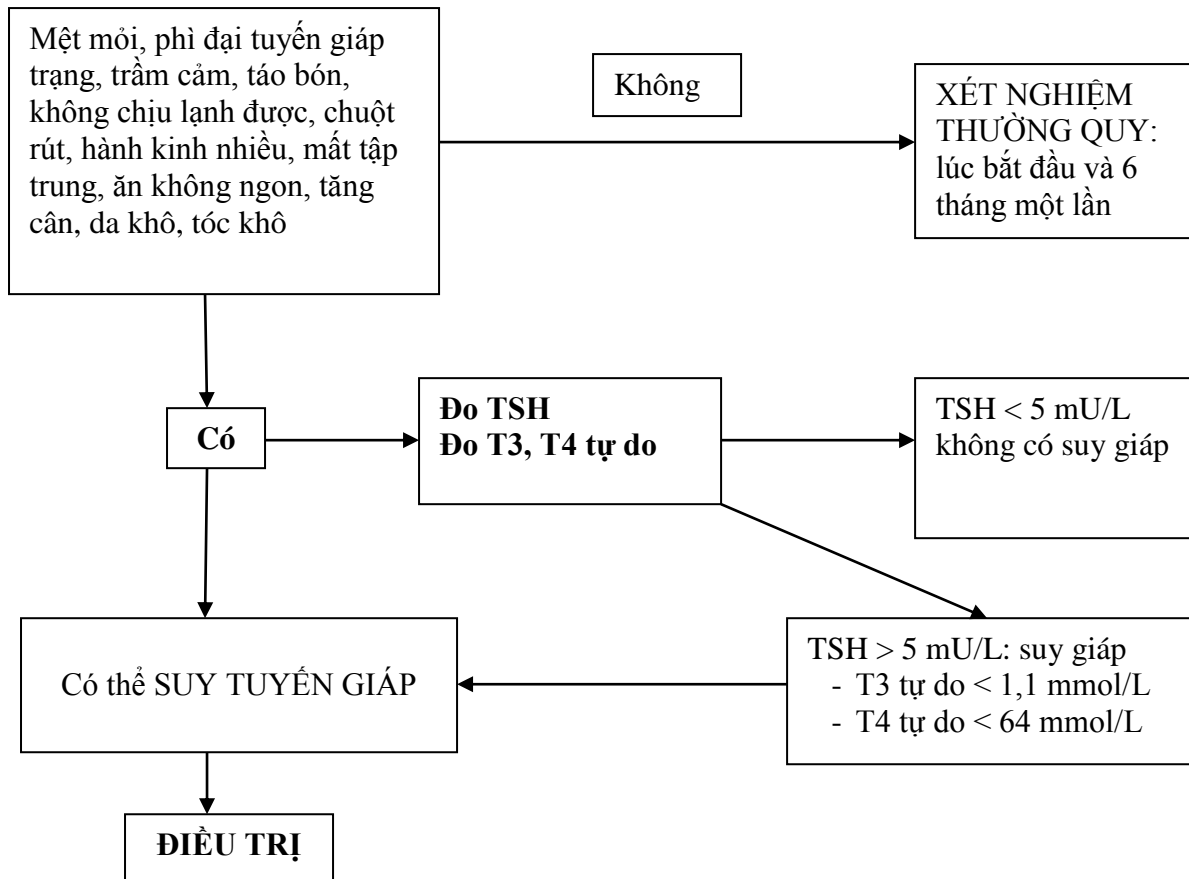 Mệt mỏi, phì đại tuyến giáp
trạng, trầm cảm, táo bón,
không chịu lạnh được, chuột
rút, hành kinh nhiều, mất tập
trung, ăn không ngon, tăng
cân, da khô, tóc khô
Không
XÉT NGHIỆM
THƯỜNG QUY:
lúc bắt đầu và 6
tháng một lần
Có
Đo TSH
Đo T3, T4 tự do
TSH < 5 mU/L
không có suy giáp
Có thể SUY TUYẾN GIÁP
TSH > 5 mU/L: suy giáp
- T3 tự do < 1,1 mmol/L
- T4 tự do < 64 mmol/L
ĐIỀU TRỊ